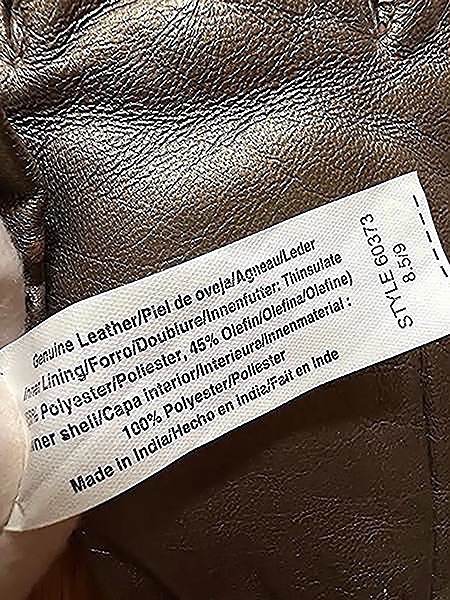 Genuine Leather/Piel de oveja/Agneau/Leder
Inner Lining/Forro/Doublure/Innenfutter: Thinsulate
Polyester/Poliester, 45% Olefin/Olefina/Olefine)
Inner shell/Capa interior/Interieure/Innenmaterial :
100% Polyester/Poliester
Made in India/Hecho en india/Fait en Inde
STYLE 60373
8.5/9